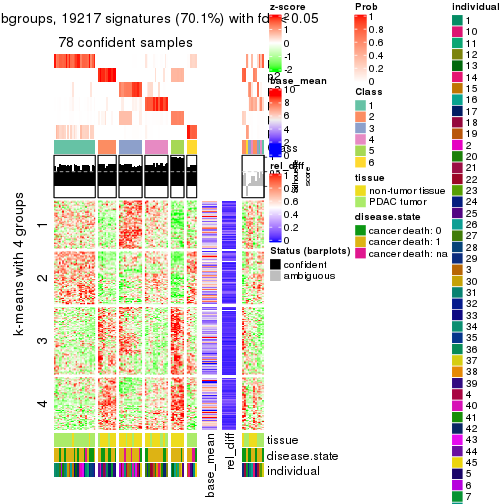 bgroups, 19217 signatures (70.1%) with fd 0.05
78 confident samples
k-means with 4 groups
1
2
3
4
base_mean
rel_diff
tissue
disease.state
individual
z-score
2
1
0
-1
-2
base_mean
10
8
6
4
2
0
rel_diff
1
0.8
0.6
0.4
0.2
0
Silhouette
score
Status (barplots)
confident
ambiguous
Prob
1
0.8
0.6
0.4
0.2
0
Class
1
2
3
4
5
6
tissue
non-tumor tissue
PDAC tumor
disease.state
cancer death: 0
cancer death: 1
cancer death: na
individual
1
10
11
12
13
14
15
16
17
18
19
2
20
21
22
23
24
25
26
27
28
29
3
30
31
32
33
34
35
36
37
38
39
4
40
41
42
43
44
45
5
6
7